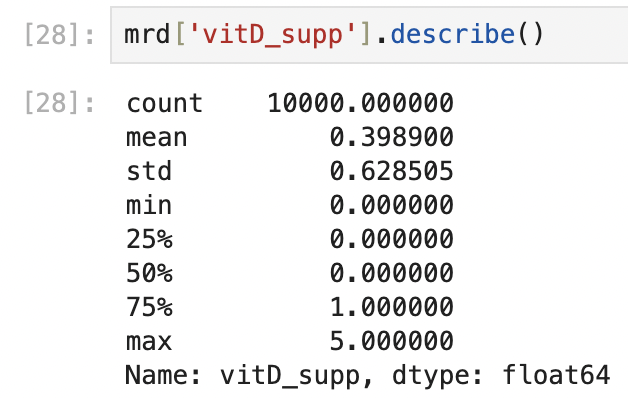 [28]: mrd['vitD_supp'].describe()
[28]: count    10000.000000
mean         0.398900
std          0.628505
min          0.000000
25%          0.000000
50%          0.000000
75%          1.000000
max          5.000000
Name: vitD_supp, dtype: float64